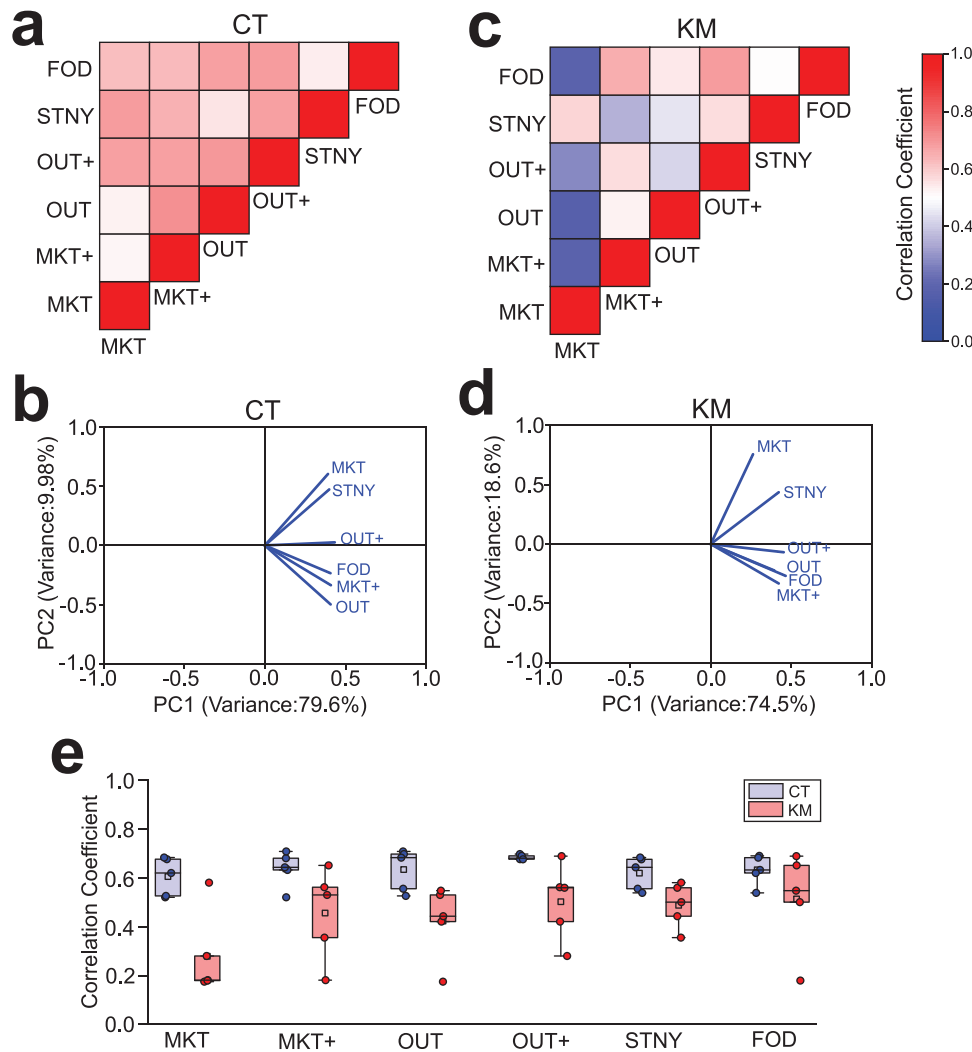 a
CT
FOD
STNY
OUT+
OUT
MKT+
MKT
FOD
STNY
OUT+
OUT
MKT+
MKT
c
KM
FOD
STNY
OUT+
OUT
MKT+
MKT
FOD
STNY
OUT+
OUT
MKT+
MKT
1.0
0.8
0.6
0.4
0.2
0.0
Correlation Coefficient
b
CT
PC2 (Variance:9.98%)
1.0
0.5
0.0
-0.5
-1.0
MKT
STNY
OUT+
FOD
MKT+
OUT
-1.0 -0.5 0.0 0.5 1.0
PC1 (Variance:79.6%)
d
KM
PC2 (Variance:18.6%)
1.0
0.5
0.0
-0.5
-1.0
MKT
STNY
OUT+
OUT
FOD
MKT+
-1.0 -0.5 0.0 0.5 1.0
PC1 (Variance:74.5%)
e
Correlation Coefficient
1.0
0.8
0.6
0.4
0.2
0.0
CT
KM
MKT MKT+ OUT OUT+ STNY FOD